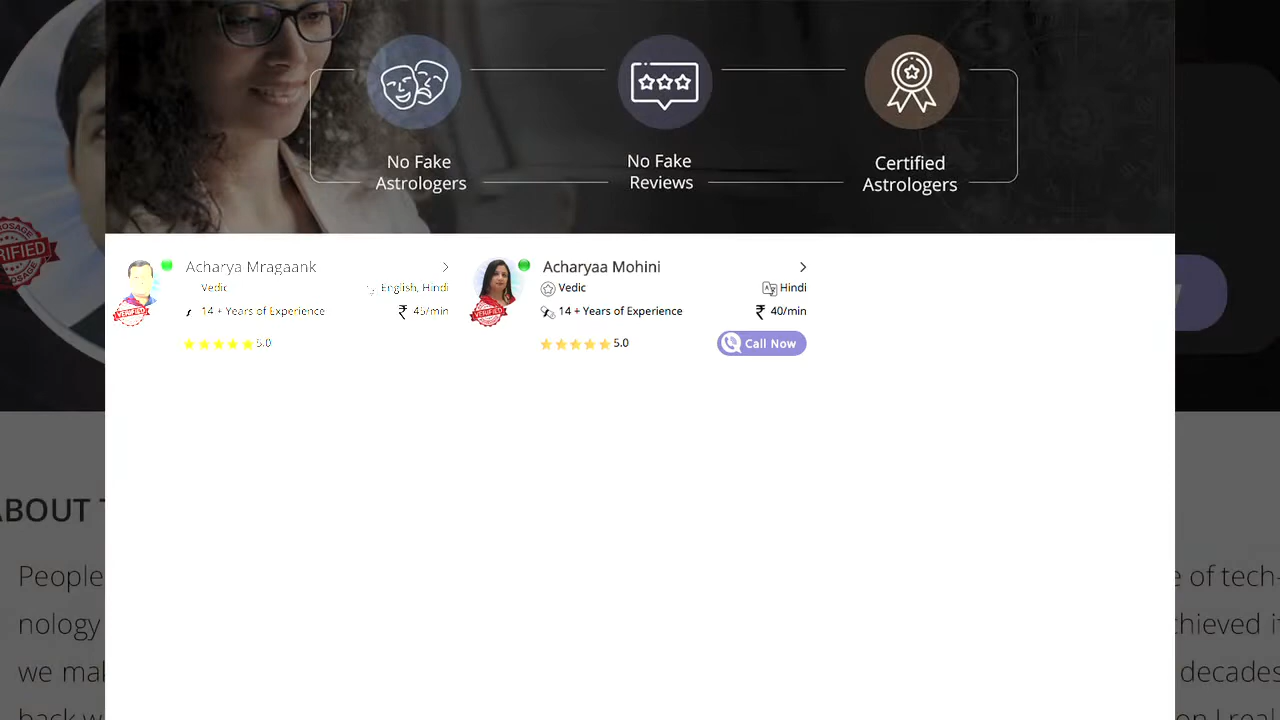 No Fake
Astrologers
No Fake
Reviews
Certified
Astrologers
Acharya Mragaank
Vedic English, Hindi
14 + Years of Experience ₹ 45/min
5.0
Acharyaa Mohini
Vedic Hindi
14 + Years of Experience ₹ 40/min
5.0 Call Now
VERIFIED
VERIFIED
ABOUT
People
nology
we
e of tech-
decades